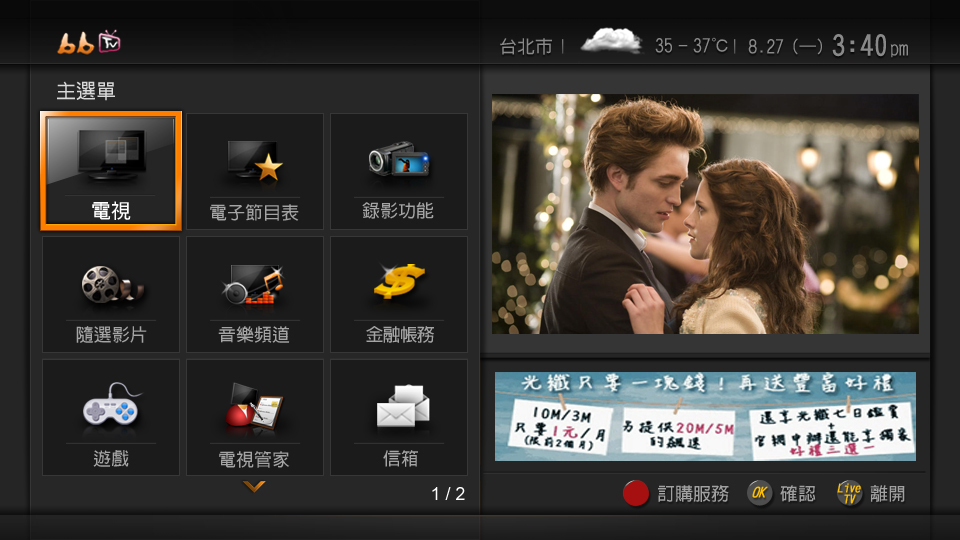 bb TV
台北市 | 35 - 37℃ | 8.27 (一) 3:40pm
主選單
電視
電子節目表
錄影功能
隨選影片
音樂頻道
金融帳務
遊戲
電視管家
信箱
1 / 2
光纖只要一塊錢！再送豐富好禮
10M/3M
只要1元/月
(限前2個月)
另提供20M/5M
的飆速
還享光纖七日鑑賞
+
官網申辦還能享獨家
好禮三選一
訂購服務
OK 確認
Live TV 離開